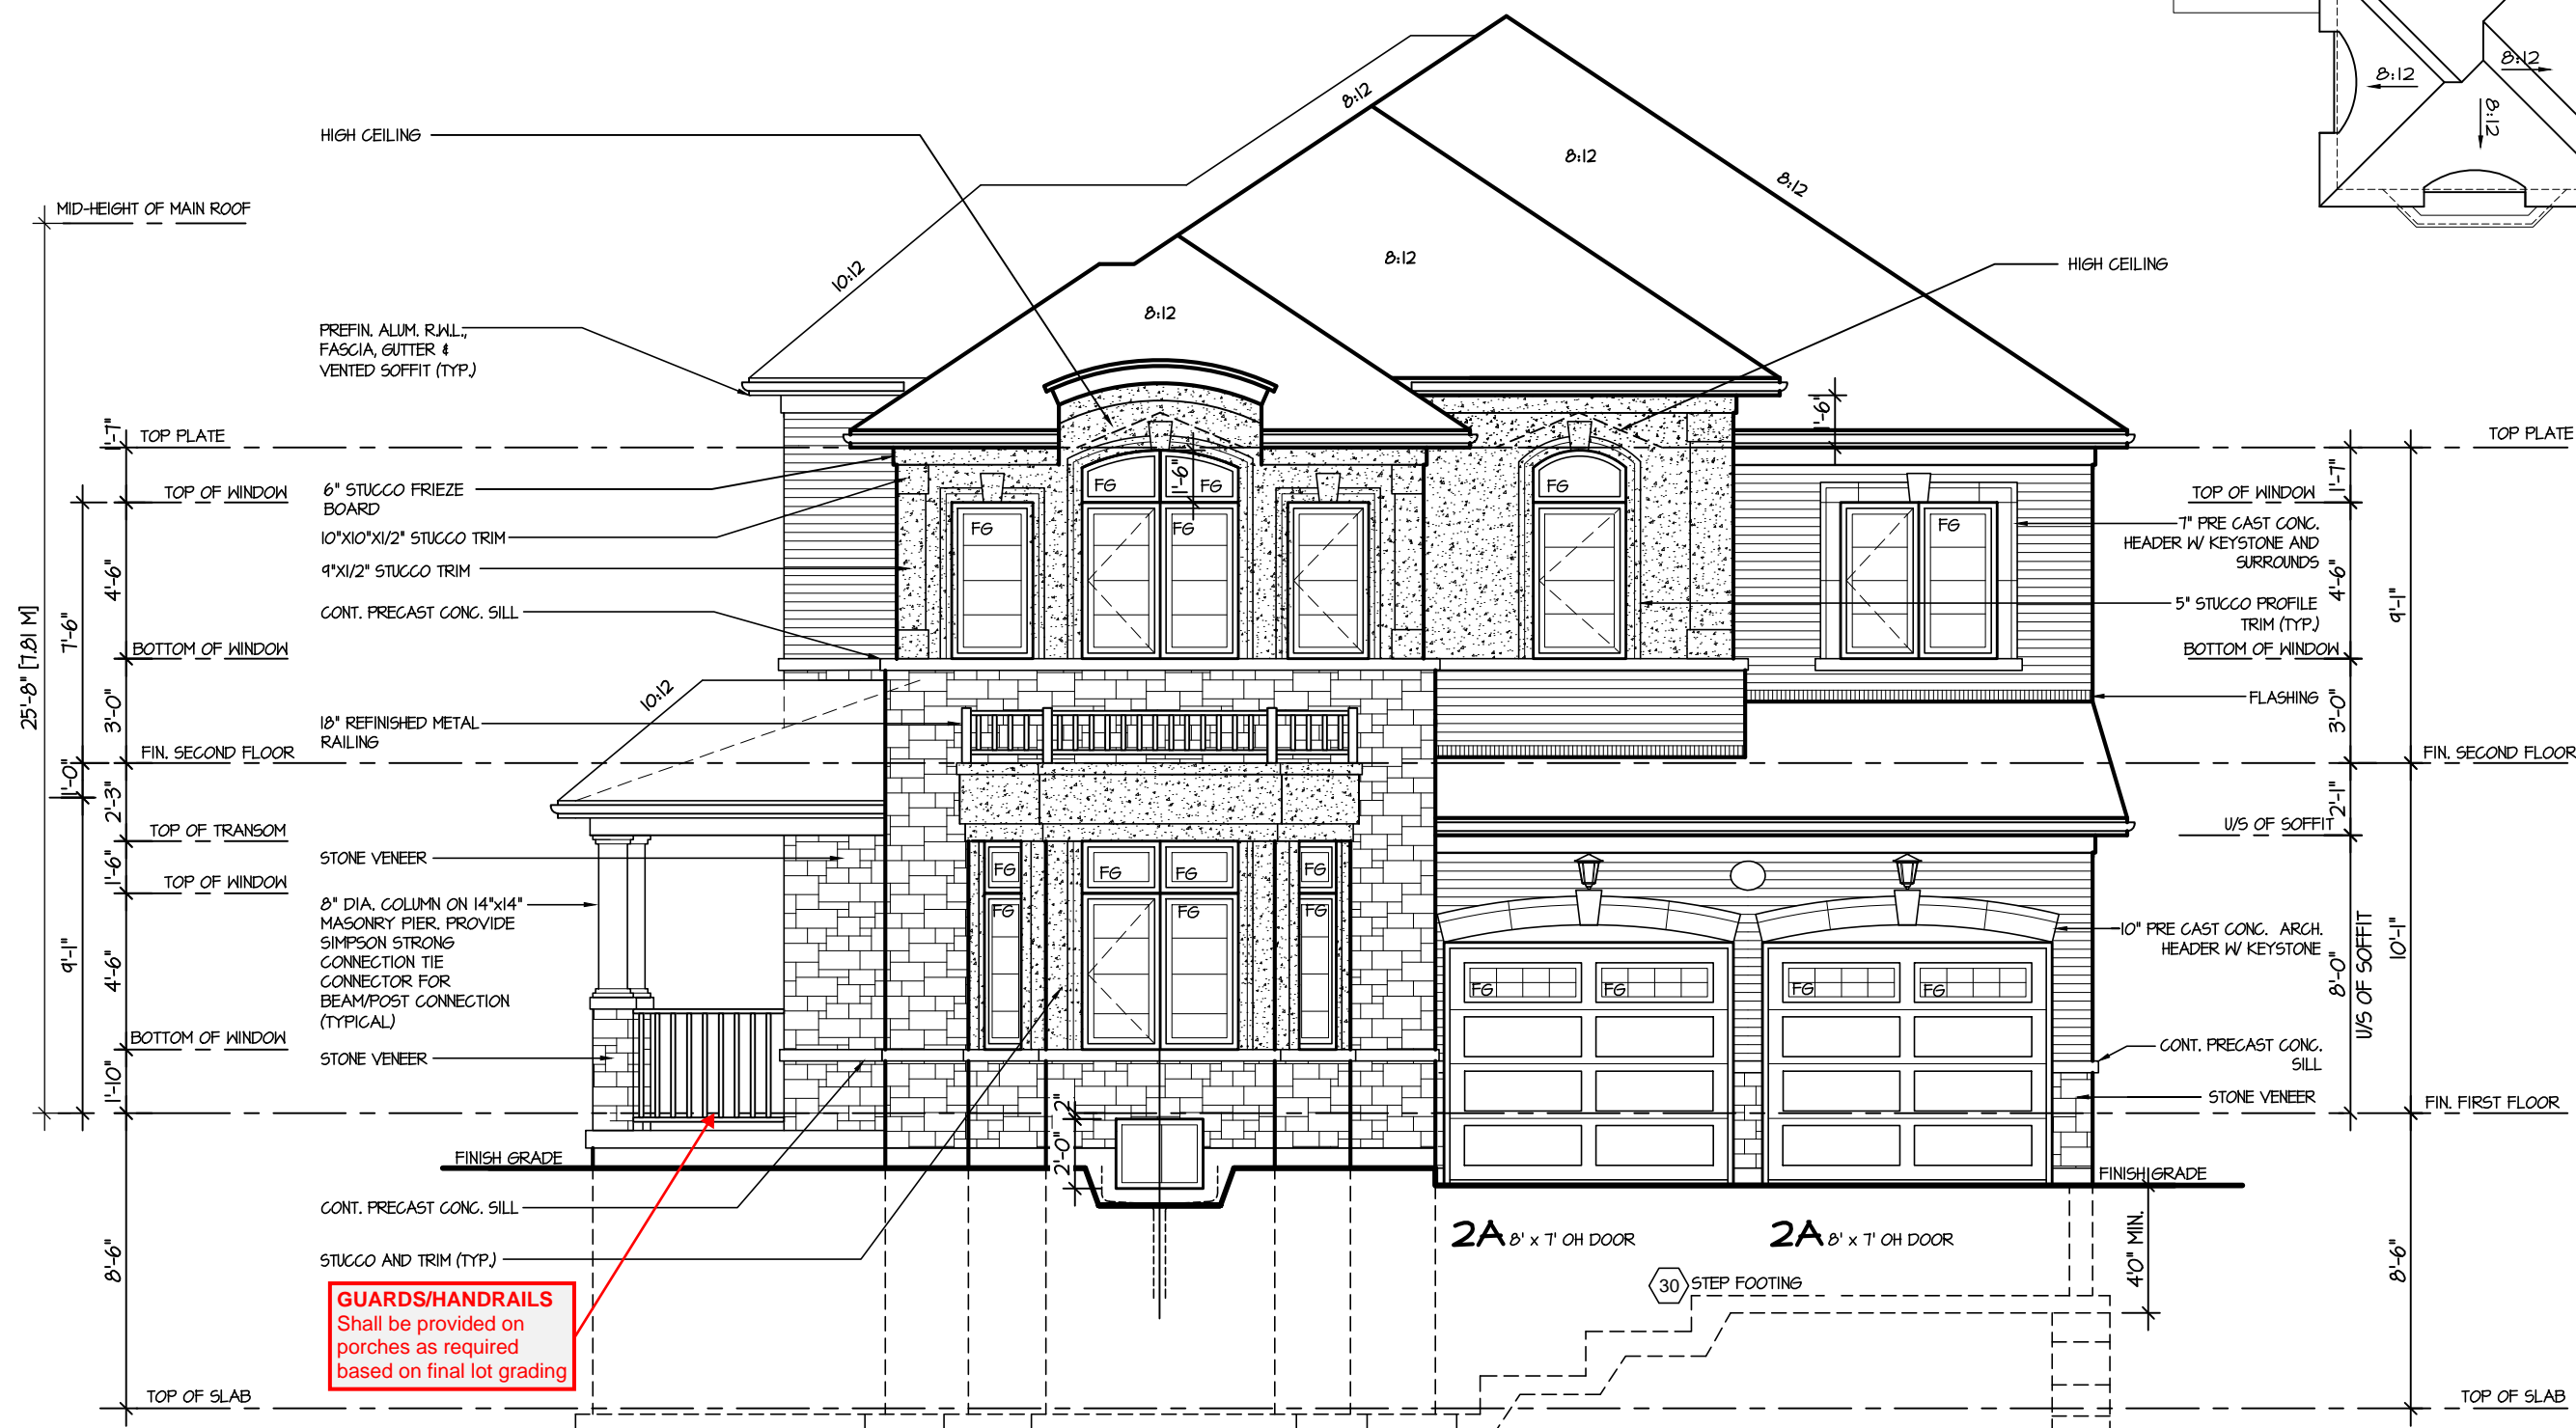 8:12
8:12
8:12
8:12
8:12
8:12
8:12
8:12
10:12
HIGH CEILING
HIGH CEILING
MID-HEIGHT OF MAIN ROOF
PREFIN. ALUM. R.W.L.,
FASCIA, GUTTER &
VENTED SOFFIT (TYP.)
TOP PLATE
TOP OF WINDOW
6" STUCCO FRIEZE
BOARD
10"X10"X1/2" STUCCO TRIM
9"X1/2" STUCCO TRIM
CONT. PRECAST CONC. SILL
BOTTOM OF WINDOW
10:12
18" REFINISHED METAL
RAILING
FIN. SECOND FLOOR
TOP OF TRANSOM
STONE VENEER
TOP OF WINDOW
8" DIA. COLUMN ON 14"x14"
MASONRY PIER. PROVIDE
SIMPSON STRONG
CONNECTION TIE
CONNECTOR FOR
BEAM/POST CONNECTION
(TYPICAL)
BOTTOM OF WINDOW
STONE VENEER
FINISH GRADE
CONT. PRECAST CONC. SILL
STUCCO AND TRIM (TYP.)
GUARDS/HANDRAILS
Shall be provided on
porches as required
based on final lot grading
TOP OF SLAB
25'-8" [7.81 M]
7'-6"
1'-0"
9'-1"
1'-7"
4'-6"
3'-0"
2'-3"
1'-6"
4'-6"
1'-10"
8'-6"
FG
FG
FG
FG
FG
FG
1'-6"
1'-6"
FG
FG
FG
FG
FG
FG
FG
FG
FG
FG
FG
2"
2'-0"
2A 8' x 7' OH DOOR
2A 8' x 7' OH DOOR
30 STEP FOOTING
4'0" MIN.
TOP PLATE
TOP OF WINDOW
7" PRE CAST CONC.
HEADER W/ KEYSTONE AND
SURROUNDS
5" STUCCO PROFILE
TRIM (TYP.)
BOTTOM OF WINDOW
FLASHING
FIN. SECOND FLOOR
U/S OF SOFFIT
10" PRE CAST CONC. ARCH.
HEADER W/ KEYSTONE
CONT. PRECAST CONC.
SILL
STONE VENEER
FIN. FIRST FLOOR
FINISH GRADE
TOP OF SLAB
1'-7"
4'-6"
3'-0"
2'-1"
8'-0"
U/S OF SOFFIT
9'-1"
10'-1"
8'-6"